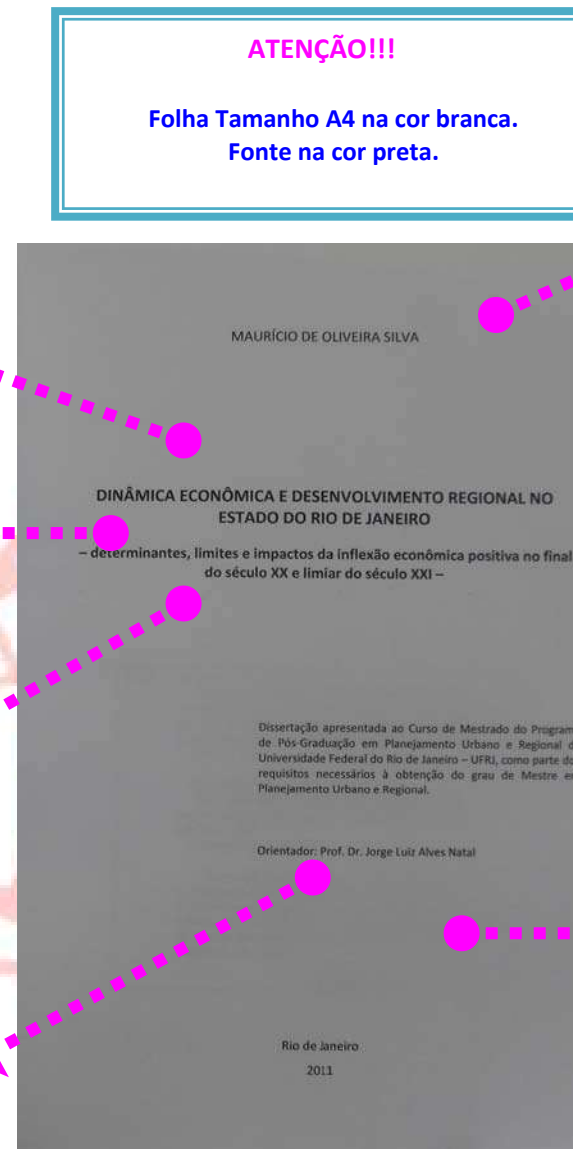 ATENÇÃO!!!
Folha Tamanho A4 na cor branca.
Fonte na cor preta.
MAURÍCIO DE OLIVEIRA SILVA
DINÂMICA ECONÔMICA E DESENVOLVIMENTO REGIONAL NO
ESTADO DO RIO DE JANEIRO
– determinantes, limites e impactos da inflexão econômica positiva no final
do século XX e limiar do século XXI –
Dissertação apresentada ao Curso de Mestrado do
de Pós-Graduação em Planejamento Urbano e Regional
Universidade Federal do Rio de Janeiro – UFRJ, como parte
requisitos necessários à obtenção do grau de Mestre
Planejamento Urbano e Regional.
Orientador: Prof. Dr. Jorge Luiz Alves Natal
Rio de Janeiro
2011